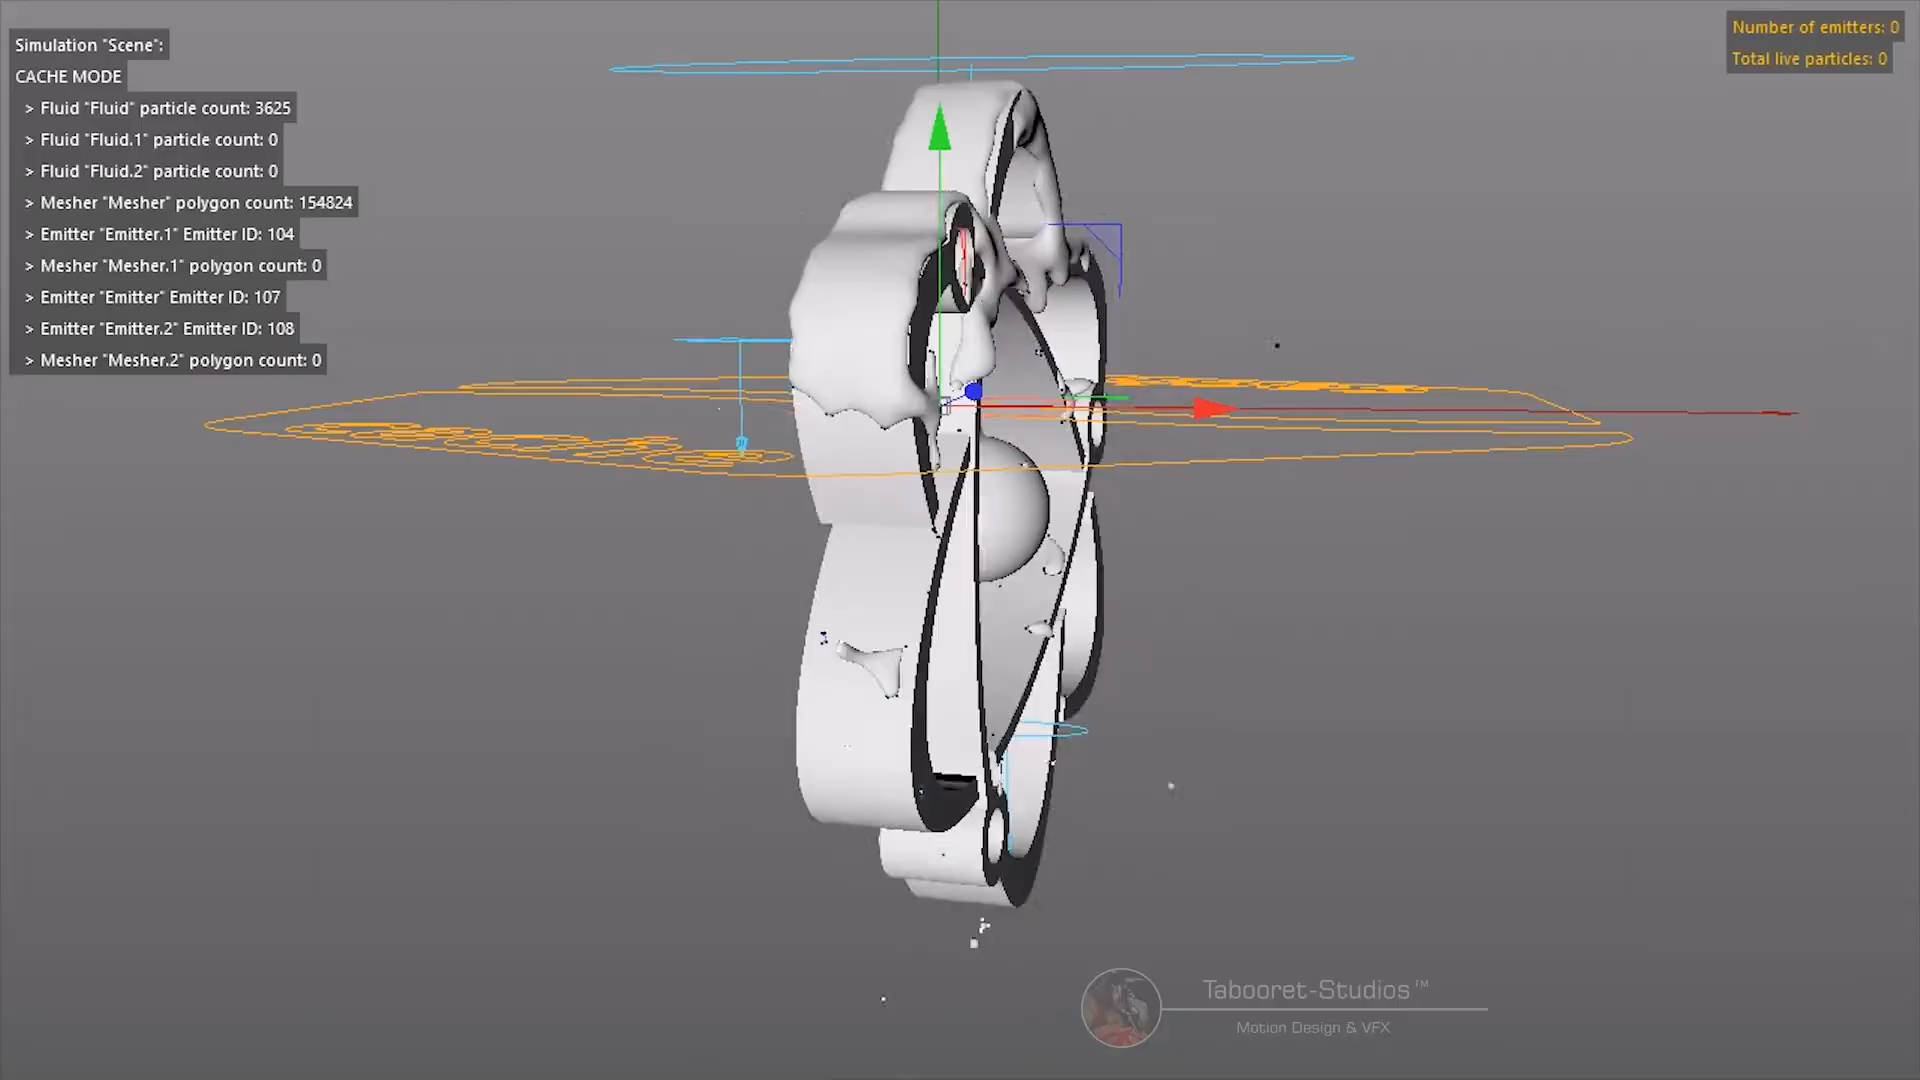 Simulation "Scene":
CACHE MODE
> Fluid "Fluid" particle count: 3625
> Fluid "Fluid.1" particle count: 0
> Fluid "Fluid.2" particle count: 0
> Mesher "Mesher" polygon count: 154824
> Emitter "Emitter.1" Emitter ID: 104
> Mesher "Mesher.1" polygon count: 0
> Emitter "Emitter" Emitter ID: 107
> Emitter "Emitter.2" Emitter ID: 108
> Mesher "Mesher.2" polygon count: 0
Number of emitters: 0
Total live particles: 0
Tabooret-Studios™
Motion Design & VFX